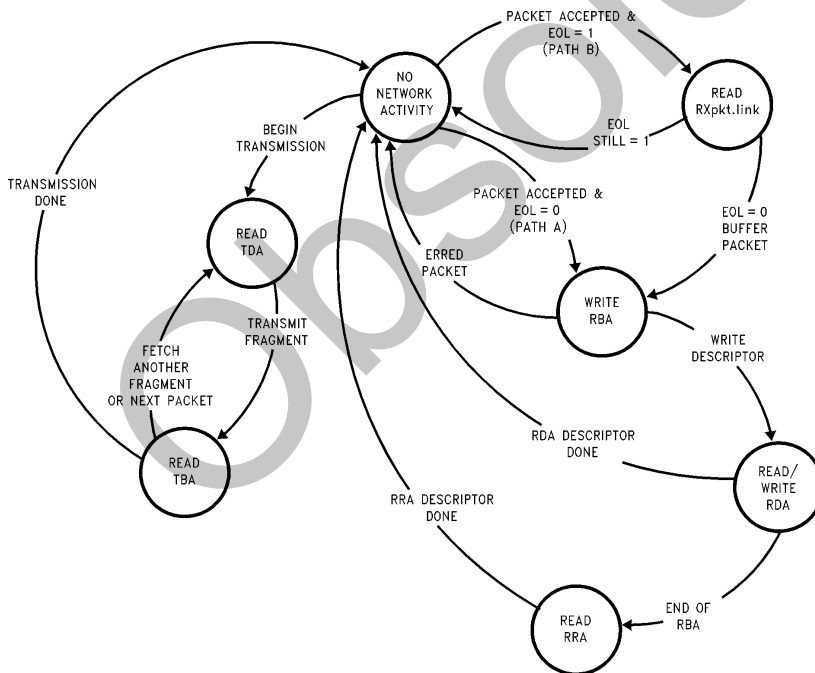 PACKET ACCEPTED &
EOL = 1
(PATH B)
NO
NETWORK
ACTIVITY
READ
RXpkt.link
EOL
STILL = 1
BEGIN
TRANSMISSION
TRANSMISSION
DONE
PACKET ACCEPTED &
EOL = 0
(PATH A)
EOL = 0
BUFFER
PACKET
READ
TDA
ERRED
PACKET
WRITE
RBA
TRANSMIT
FRAGMENT
WRITE
DESCRIPTOR
FETCH
ANOTHER
FRAGMENT
OR NEXT PACKET
RDA DESCRIPTOR
DONE
READ
TBA
READ/
WRITE
RDA
RRA DESCRIPTOR
DONE
END OF
RBA
READ
RRA
Obsol